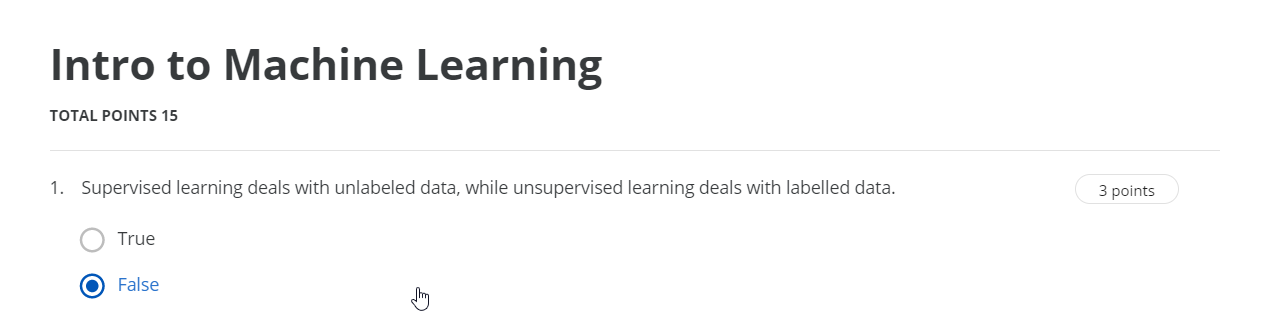 Intro to Machine Learning
TOTAL POINTS 15
1. Supervised learning deals with unlabeled data, while unsupervised learning deals with labelled data.
3 points
True
False